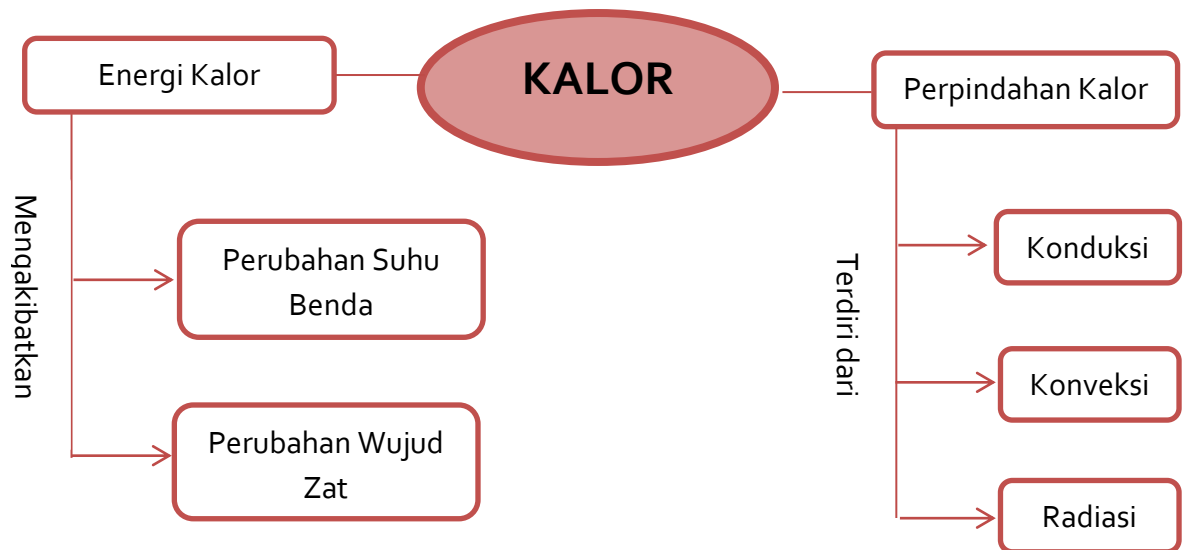 KALOR
Energi Kalor
Mengakibatkan
Perubahan Suhu
Benda
Perubahan Wujud
Zat
Perpindahan Kalor
Terdiri dari
Konduksi
Konveksi
Radiasi